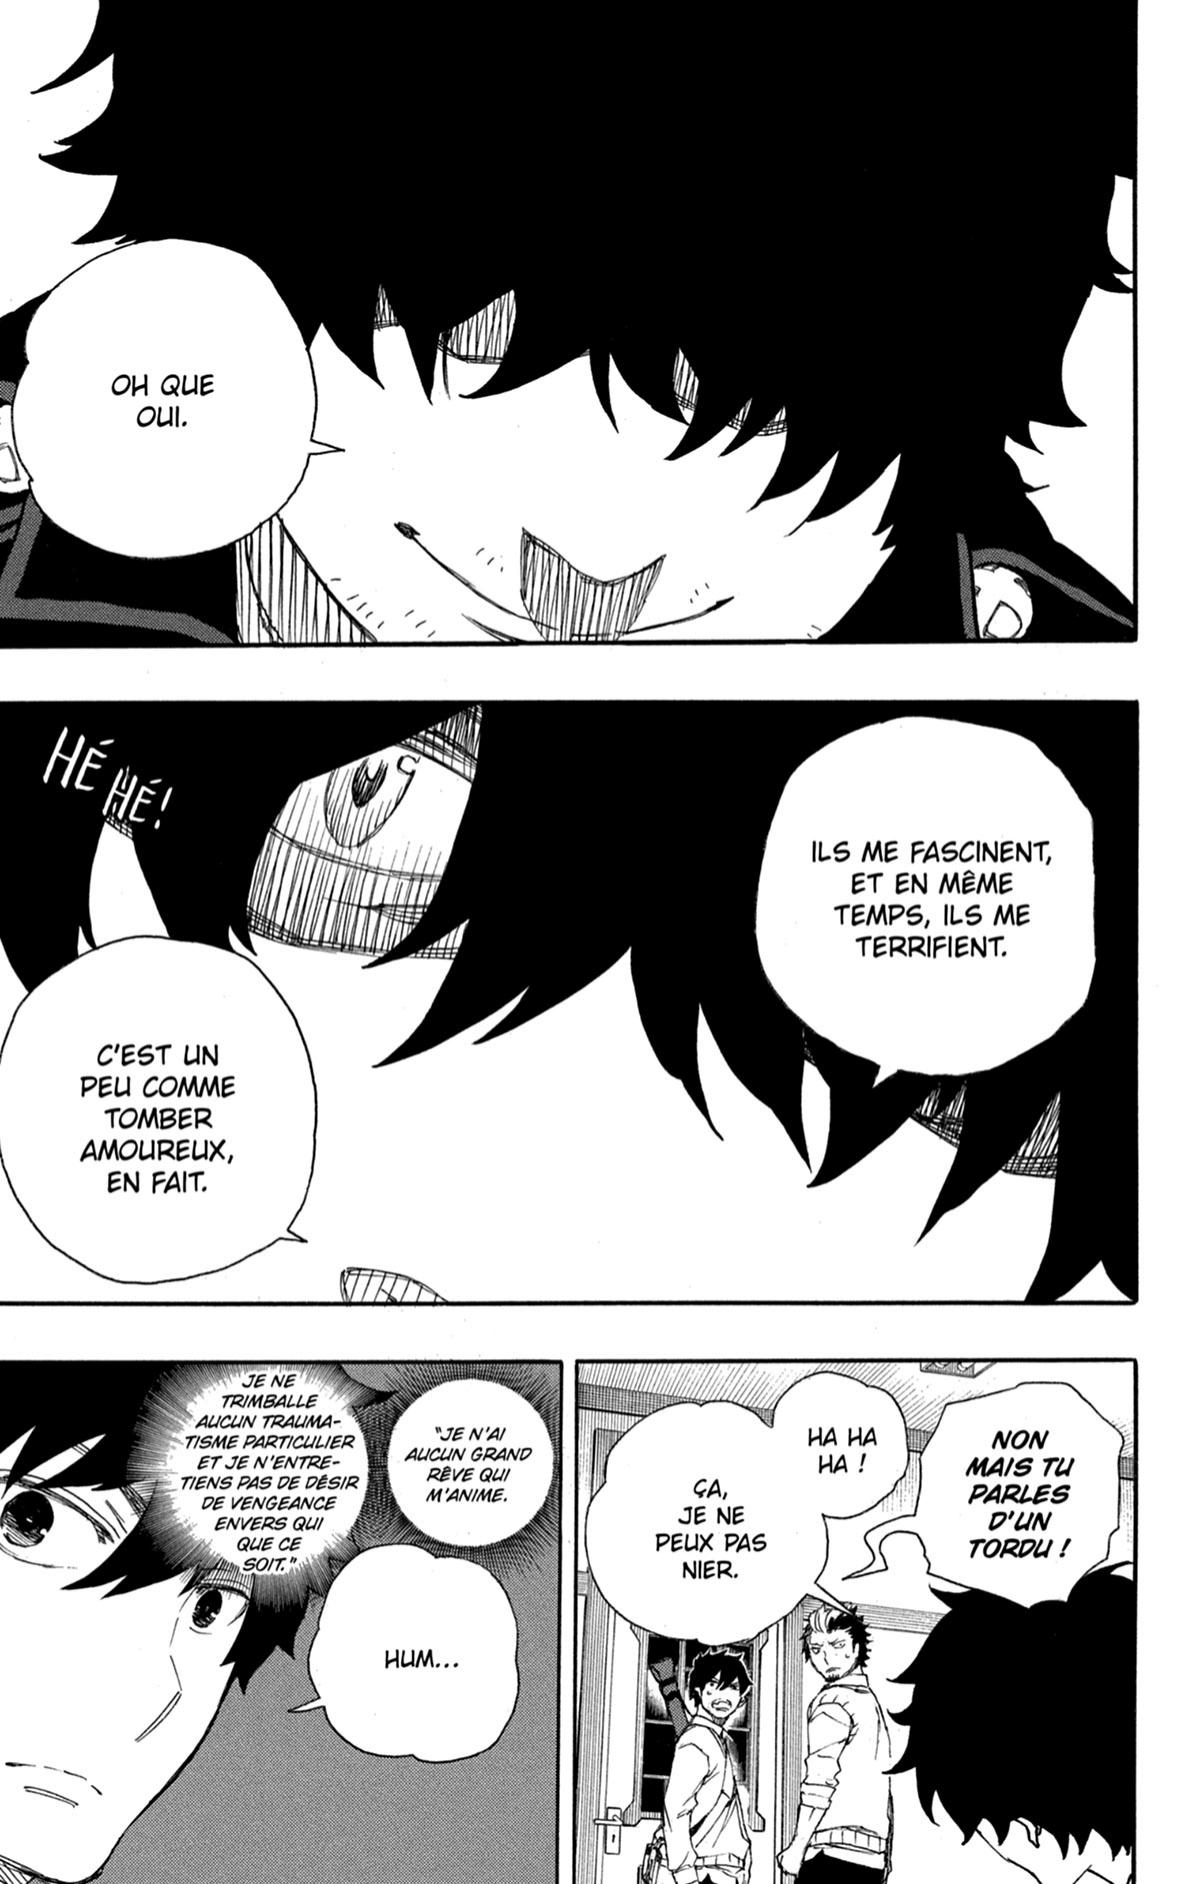 OH QUE
OUI.
ILS ME FASCINENT,
ET EN MÊME
TEMPS, ILS ME
TERRIFIENT.
HÉ
HÉ!
C'EST UN
PEU COMME
TOMBER
AMOUREUX,
EN FAIT.
NON
MAIS TU
PARLES
D'UN
TORDU !
HA HA
HA !
ÇA,
JE NE
PEUX PAS
NIER.
"JE N'AI
AUCUN GRAND
RÊVE QUI
M'ANIME.
JE NE
TRIMBALLE
AUCUN TRAUMA-
TISME PARTICULIER
ET JE N'ENTRE-
TIENS PAS DE DÉSIR
DE VENGEANCE
ENVERS QUI
QUE CE
SOIT."
HUM...